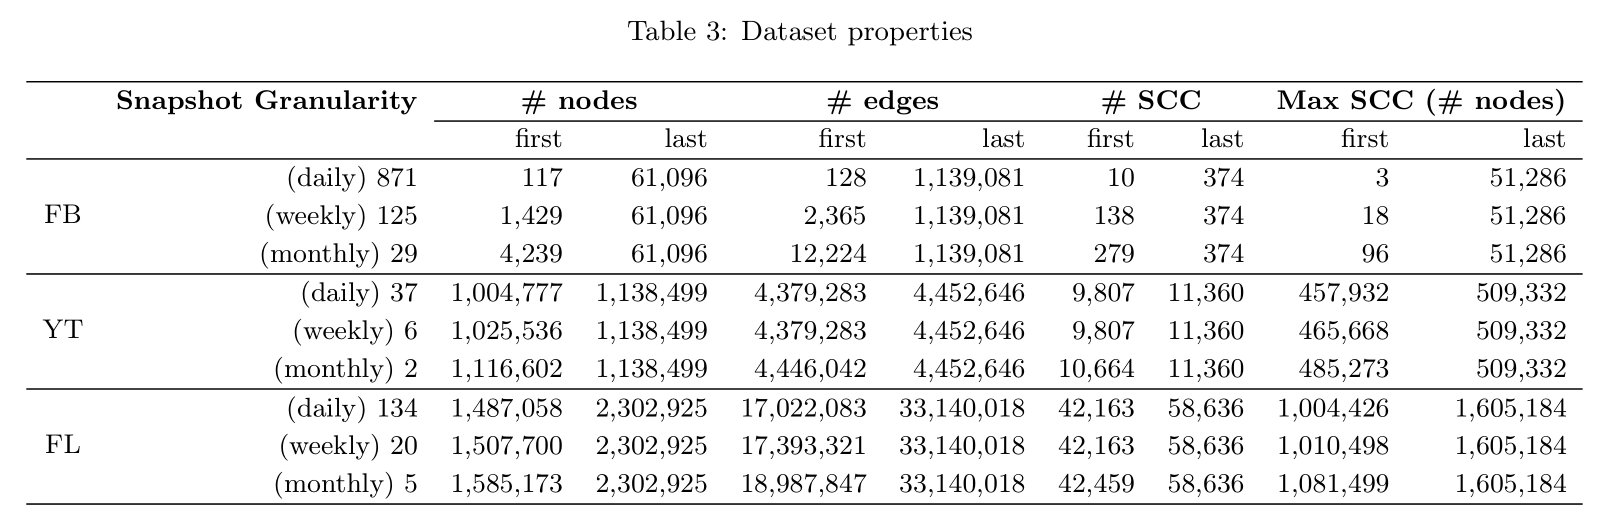 Table 3: Dataset properties
Snapshot Granularity # nodes # edges # SCC Max SCC (# nodes)
first last first last first last first last
(daily) 871 117 61,096 128 1,139,081 10 374 3 51,286
FB (weekly) 125 1,429 61,096 2,365 1,139,081 138 374 18 51,286
(monthly) 29 4,239 61,096 12,224 1,139,081 279 374 96 51,286
(daily) 37 1,004,777 1,138,499 4,379,283 4,452,646 9,807 11,360 457,932 509,332
YT (weekly) 6 1,025,536 1,138,499 4,379,283 4,452,646 9,807 11,360 465,668 509,332
(monthly) 2 1,116,602 1,138,499 4,446,042 4,452,646 10,664 11,360 485,273 509,332
(daily) 134 1,487,058 2,302,925 17,022,083 33,140,018 42,163 58,636 1,004,426 1,605,184
FL (weekly) 20 1,507,700 2,302,925 17,393,321 33,140,018 42,163 58,636 1,010,498 1,605,184
(monthly) 5 1,585,173 2,302,925 18,987,847 33,140,018 42,459 58,636 1,081,499 1,605,184